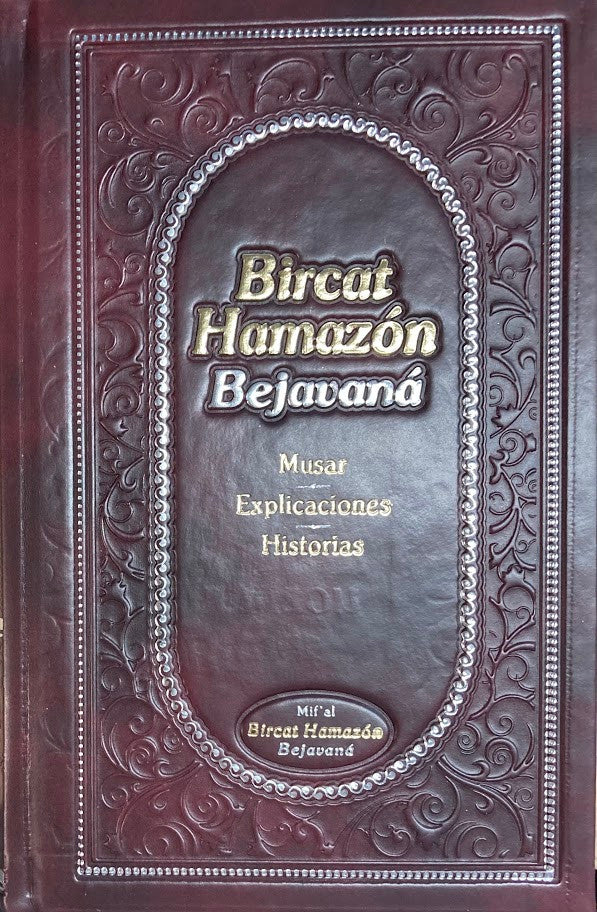 Bircat
Hamazón
Bejavaná
Musar
Explicaciones
Historias
Mif'al
Bircat Hamazón
Bejavaná